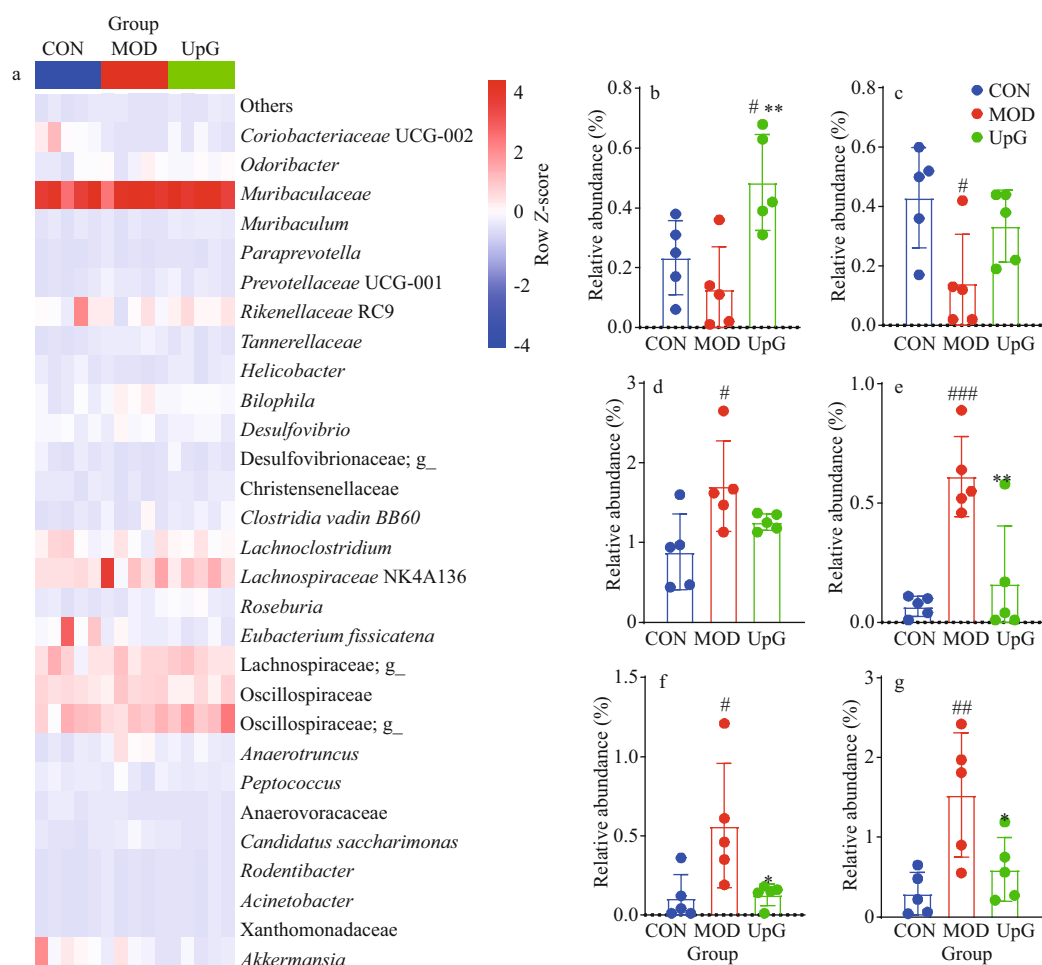 Group
CON MOD UpG
a
Others
Coriobacteriaceae UCG-002
Odoribacter
Muribaculaceae
Muribaculum
Paraprevotella
Prevotellaceae UCG-001
Rikenellaceae RC9
Tannerellaceae
Helicobacter
Bilophila
Desulfovibrio
Desulfovibrionaceae; g_
Christensenellaceae
Clostridia vadin BB60
Lachnoclostridium
Lachnospiraceae NK4A136
Roseburia
Eubacterium fissicatena
Lachnospiraceae; g_
Oscillospiraceae
Oscillospiraceae; g_
Anaerotruncus
Peptococcus
Anaerovoracaceae
Candidatus saccharimonas
Rodentibacter
Acinetobacter
Xanthomonadaceae
Akkermansia
4
2
0
-2
-4
Row Z-score
b
Relative abundance (%)
0.8
0.6
0.4
0.2
0.0
# **
CON MOD UpG
c
Relative abundance (%)
0.8
0.6
0.4
0.2
0.0
#
CON
MOD
UpG
CON MOD UpG
d
Relative abundance (%)
3
2
1
0
#
CON MOD UpG
e
Relative abundance (%)
1.0
0.5
0.0
###
**
CON MOD UpG
f
Relative abundance (%)
1.5
1.0
0.5
0.0
#
*
CON MOD UpG
Group
g
Relative abundance (%)
3
2
1
0
##
*
CON MOD UpG
Group